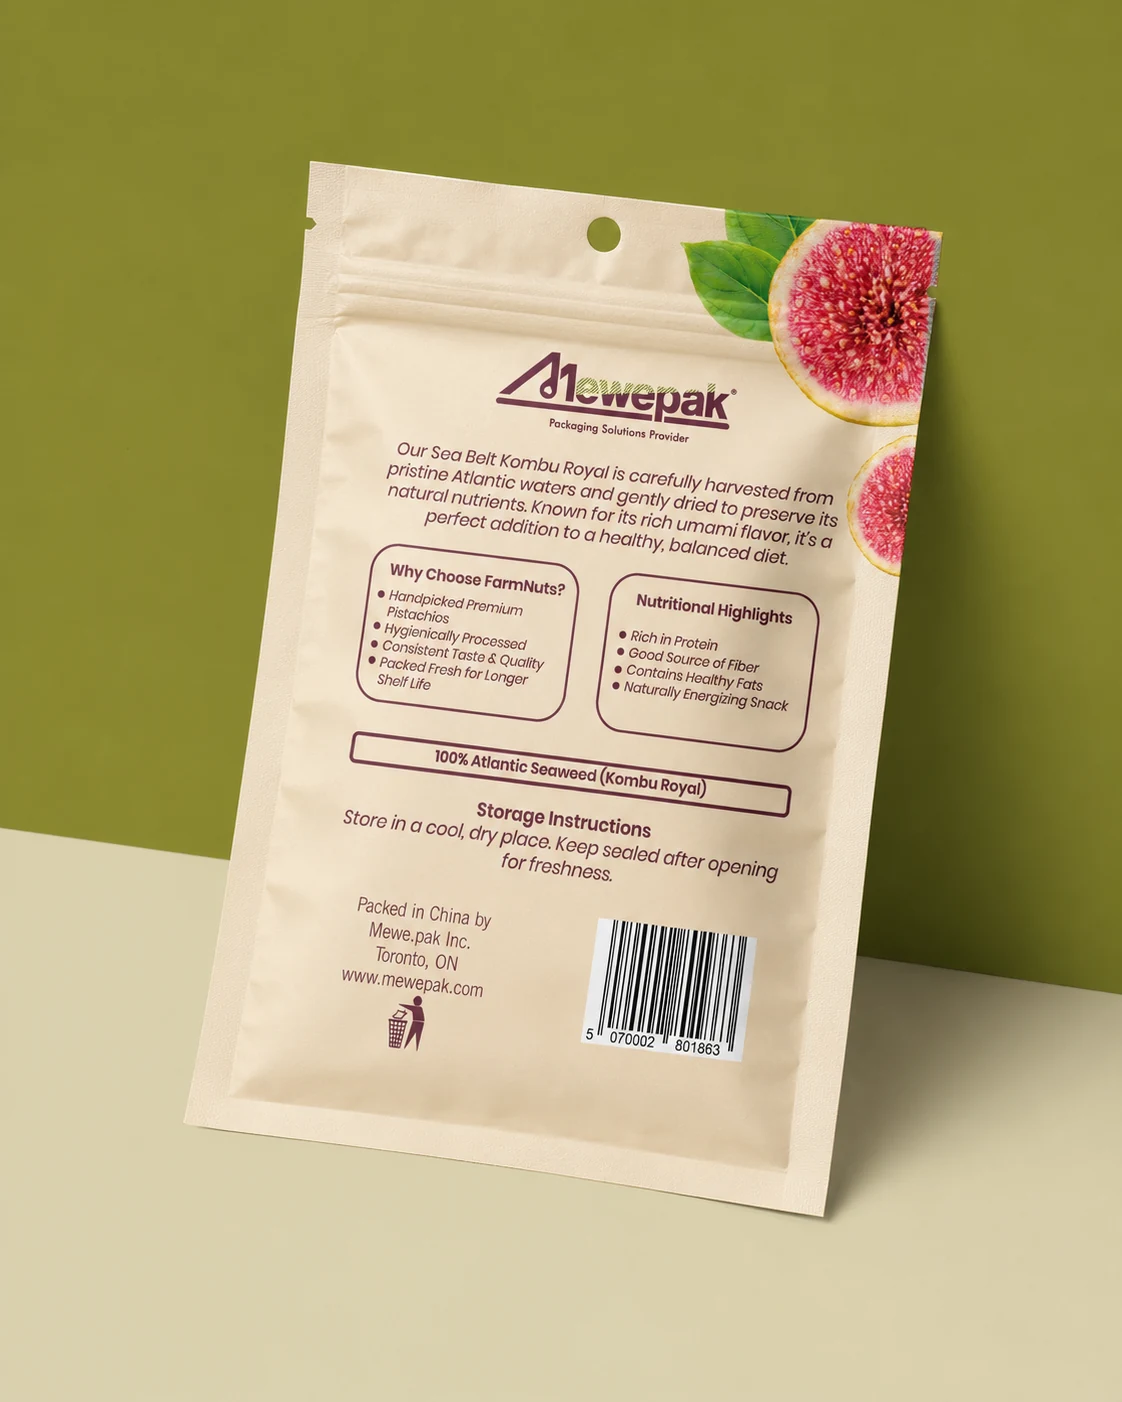 Mewepak®
Packaging Solutions Provider
Our Sea Belt Kombu Royal is carefully harvested from
pristine Atlantic waters and gently dried to preserve its
natural nutrients. Known for its rich umami flavor, it's a
perfect addition to a healthy, balanced diet.
Why Choose FarmNuts?
• Handpicked Premium
Pistachios
• Hygienically Processed
• Consistent Taste & Quality
• Packed Fresh for Longer
Shelf Life
Nutritional Highlights
• Rich in Protein
• Good Source of Fiber
• Contains Healthy Fats
• Naturally Energizing Snack
100% Atlantic Seaweed (Kombu Royal)
Storage Instructions
Store in a cool, dry place. Keep sealed after opening
for freshness.
Packed in China by
Mewe.pak Inc.
Toronto, ON
www.mewepak.com
5 070002 801863